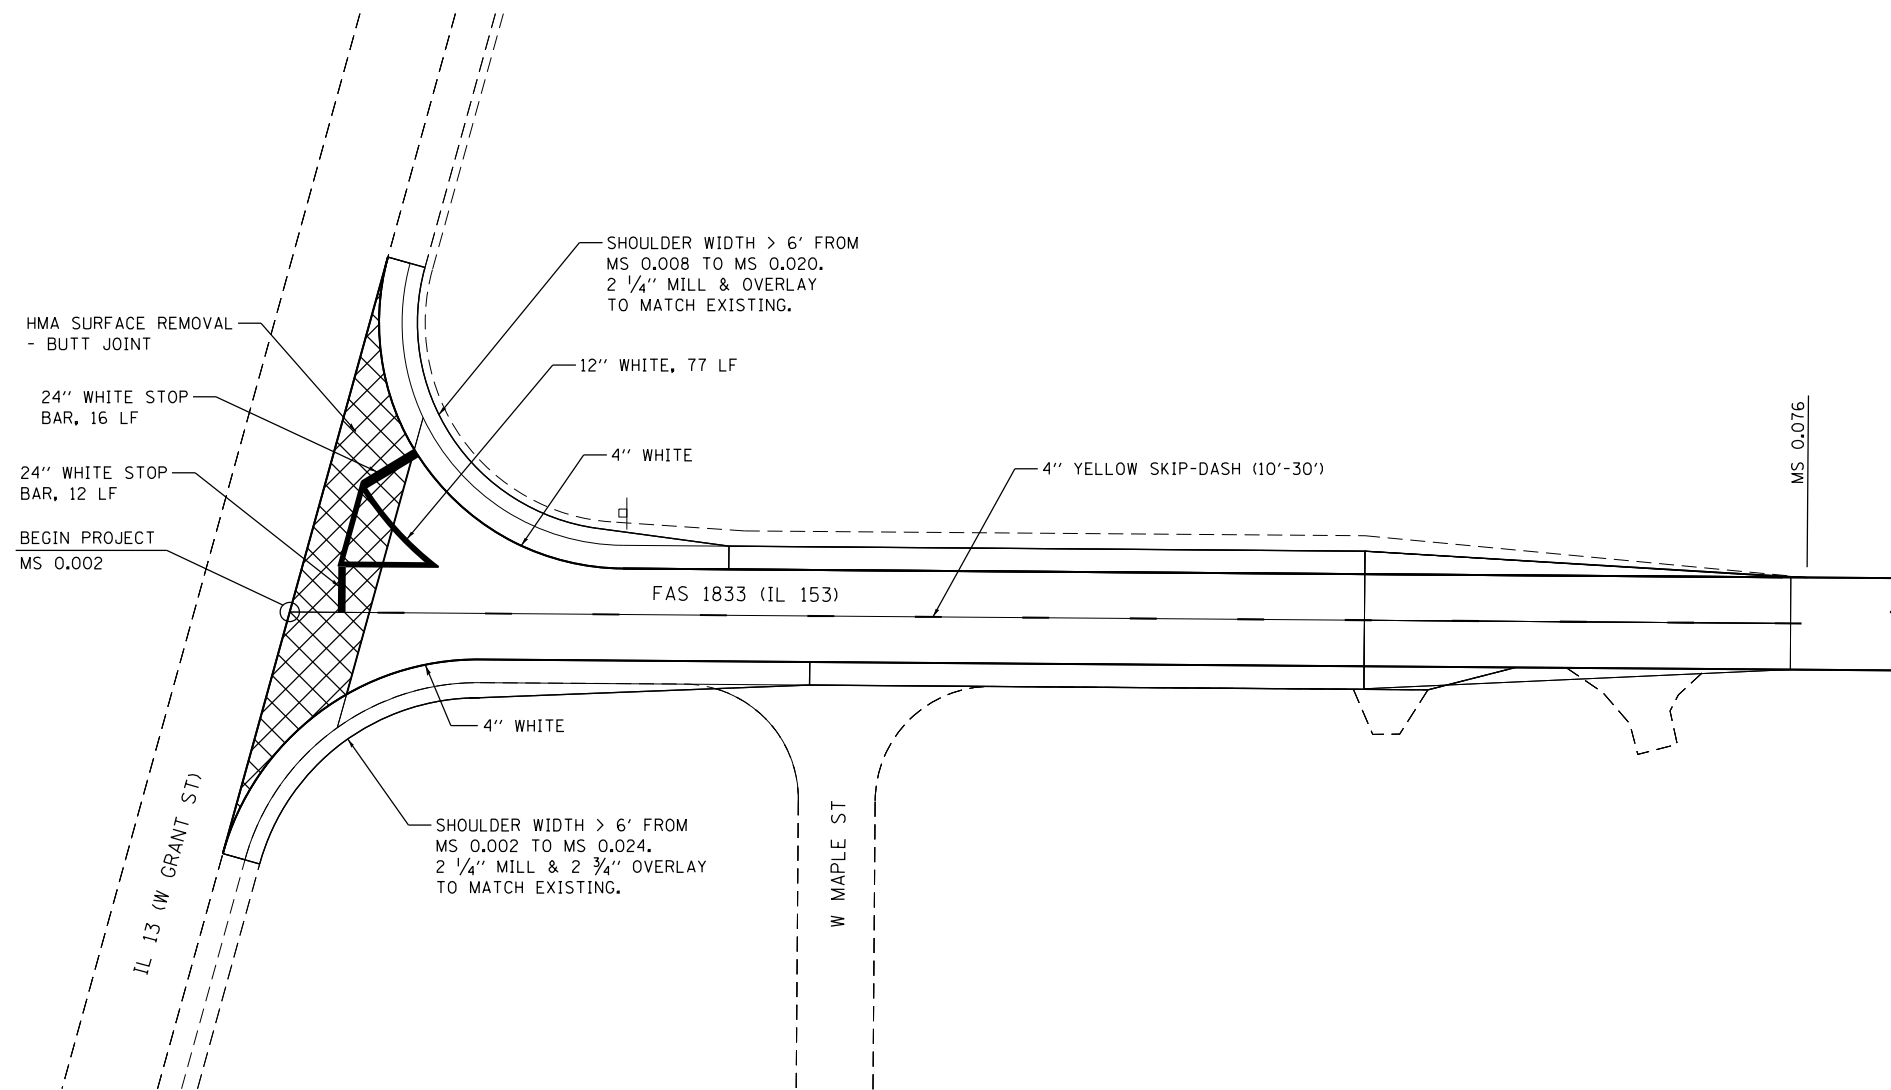 SHOULDER WIDTH > 6' FROM
MS 0.008 TO MS 0.020.
2 1/4" MILL & OVERLAY
TO MATCH EXISTING.
HMA SURFACE REMOVAL
- BUTT JOINT
12" WHITE, 77 LF
24" WHITE STOP
BAR, 16 LF
4" WHITE
24" WHITE STOP
BAR, 12 LF
4" YELLOW SKIP-DASH (10'-30')
MS 0.076
BEGIN PROJECT
MS 0.002
FAS 1833 (IL 153)
4" WHITE
IL 13 (W GRANT ST)
SHOULDER WIDTH > 6' FROM
MS 0.002 TO MS 0.024.
2 1/4" MILL & 2 3/4" OVERLAY
TO MATCH EXISTING.
W MAPLE ST